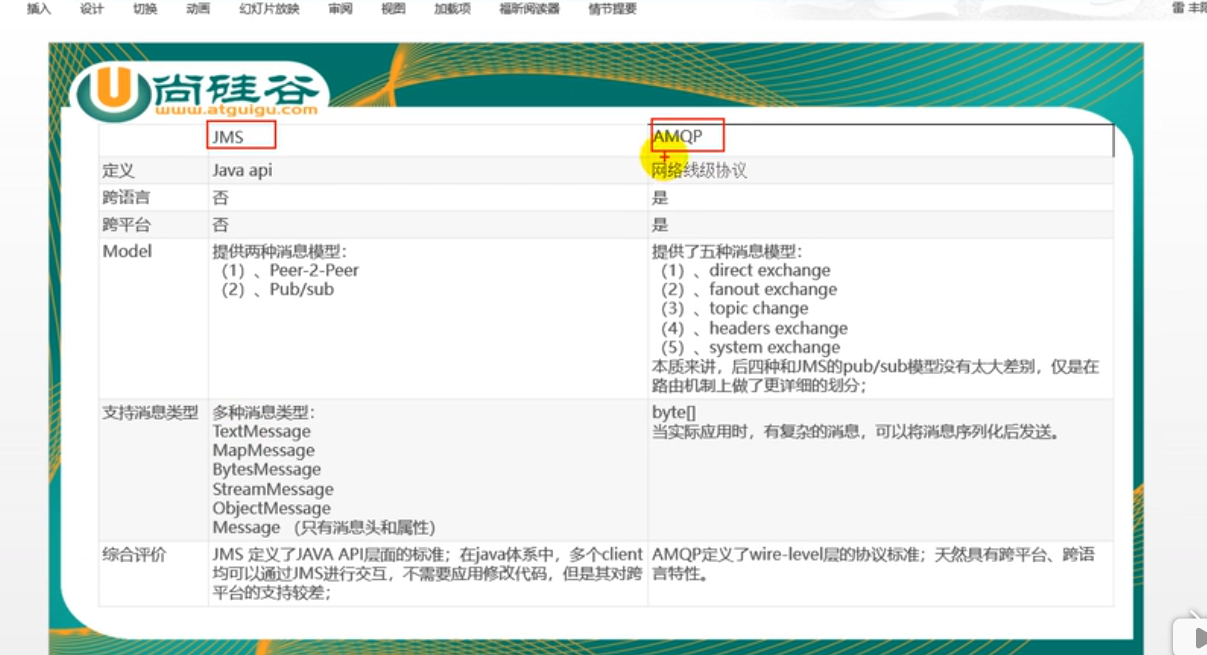 插入 设计 切换 动画 幻灯片放映 审阅 视图 加载项 福昕阅读器 情节提要
U尚硅谷
www.atguigu.com
JMS AMQP
定义 Java api 网络线级协议
跨语言 否 是
跨平台 否 是
Model 提供两种消息模型: 提供了五种消息模型:
(1) 、Peer-2-Peer (1) 、direct exchange
(2) 、Pub/sub (2) 、fanout exchange
(3) 、topic change
(4) 、headers exchange
(5) 、system exchange
本质来讲，后四种和JMS的pub/sub模型没有太大差别，仅是在
路由机制上做了更详细的划分；
支持消息类型 多种消息类型: byte[]
TextMessage 当实际应用时，有复杂的消息，可以将消息序列化后发送。
MapMessage
BytesMessage
StreamMessage
ObjectMessage
Message （只有消息头和属性)
综合评价 JMS 定义了JAVA API层面的标准；在java体系中，多个client AMQP定义了wire-level层的协议标准；天然具有跨平台、跨语
均可以通过JMS进行交互，不需要应用修改代码，但是其对跨 言特性。
平台的支持较差；